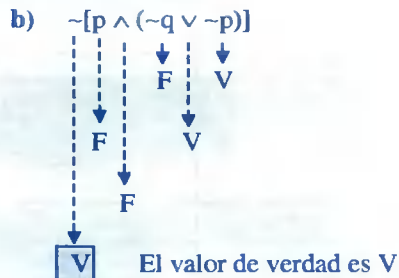 b) ~[p ∧ (~q ∨ ~p)]
F V
F V
F
V El valor de verdad es V